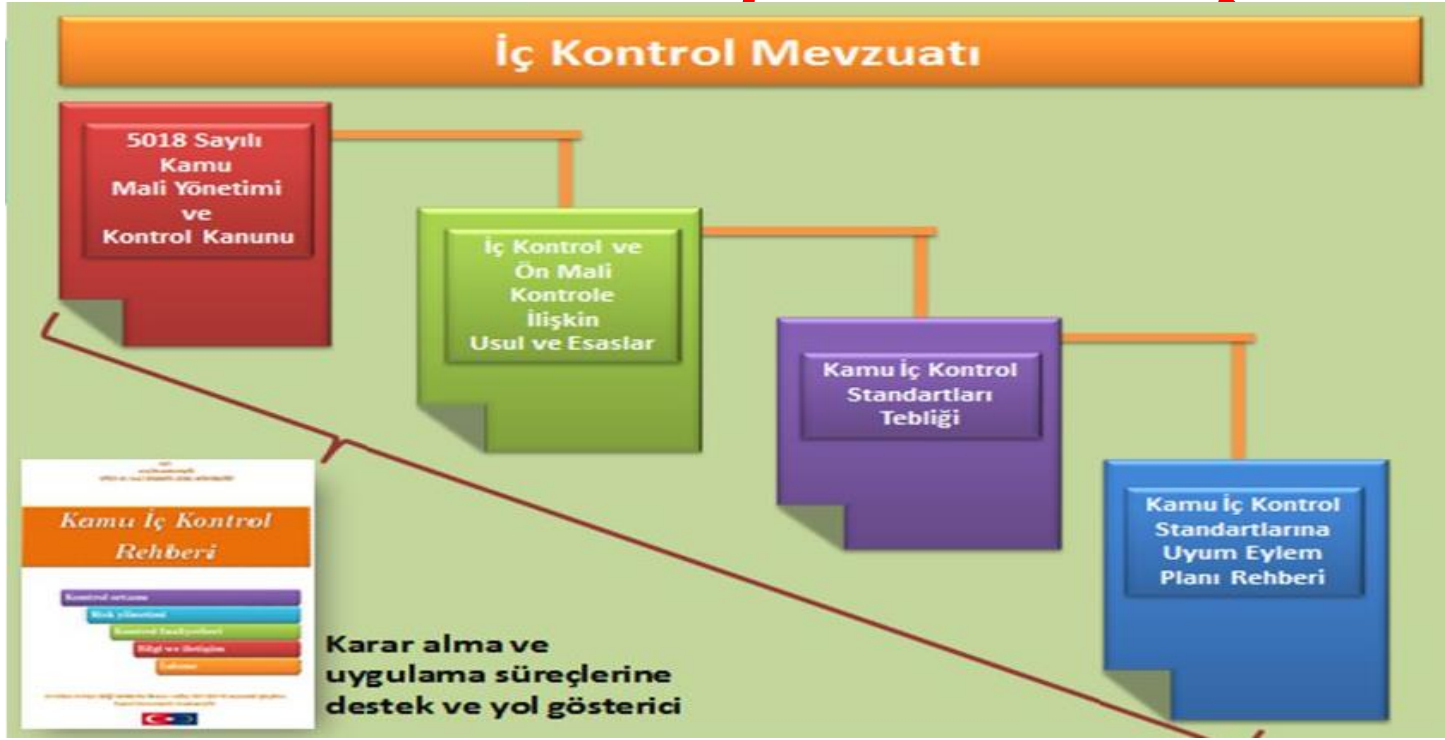 İç Kontrol Mevzuatı
5018 Sayılı
Kamu
Mali Yönetimi
ve
Kontrol Kanunu
İç Kontrol ve
Ön Mali
Kontrole
İlişkin
Usul ve Esaslar
Kamu İç Kontrol
Standartları
Tebliği
Kamu İç Kontrol
Standartlarına
Uyum Eylem
Planı Rehberi
Kamu İç Kontrol
Rehberi
Kontrol ortamı
Risk yönetimi
Kontrol faaliyetleri
Bilgi ve iletişim
İzleme
Karar alma ve
uygulama süreçlerine
destek ve yol gösterici